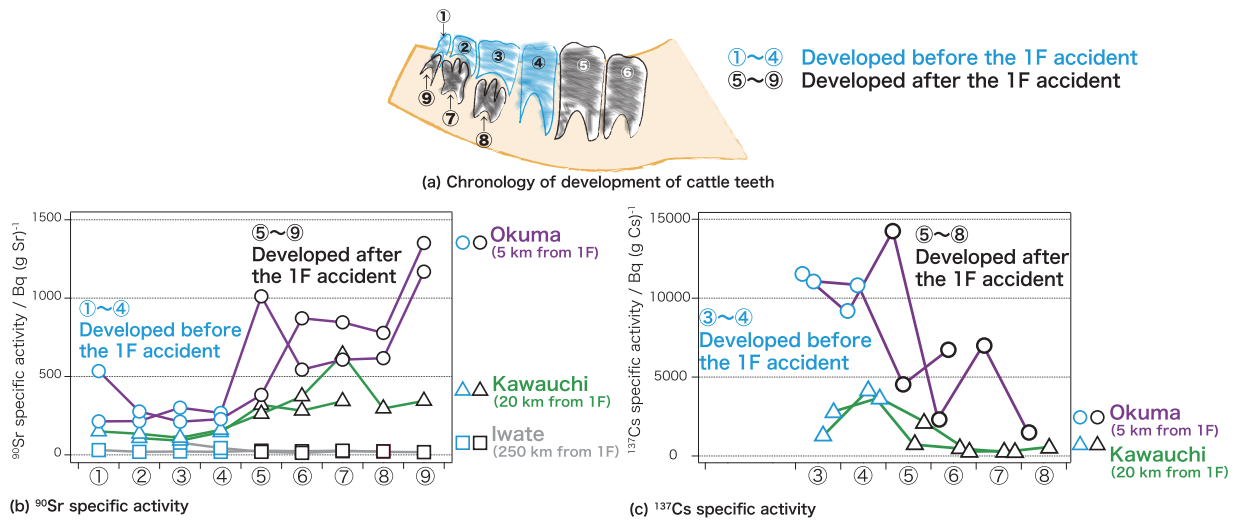 ①
②
③
④
⑤
⑥
⑨
⑦
⑧
①～④ Developed before the 1F accident
⑤～⑨ Developed after the 1F accident
(a) Chronology of development of cattle teeth
⁹⁰Sr specific activity / Bq (g Sr)⁻¹
1500
1000
500
0
①～④
Developed before
the 1F accident
⑤～⑨
Developed after
the 1F accident
Okuma
(5 km from 1F)
Kawauchi
(20 km from 1F)
Iwate
(250 km from 1F)
① ② ③ ④ ⑤ ⑥ ⑦ ⑧ ⑨
(b) ⁹⁰Sr specific activity
¹³⁷Cs specific activity / Bq (g Cs)⁻¹
15000
10000
5000
0
③～④
Developed before
the 1F accident
⑤～⑧
Developed after
the 1F accident
Okuma
(5 km from 1F)
Kawauchi
(20 km from 1F)
③ ④ ⑤ ⑥ ⑦ ⑧
(c) ¹³⁷Cs specific activity